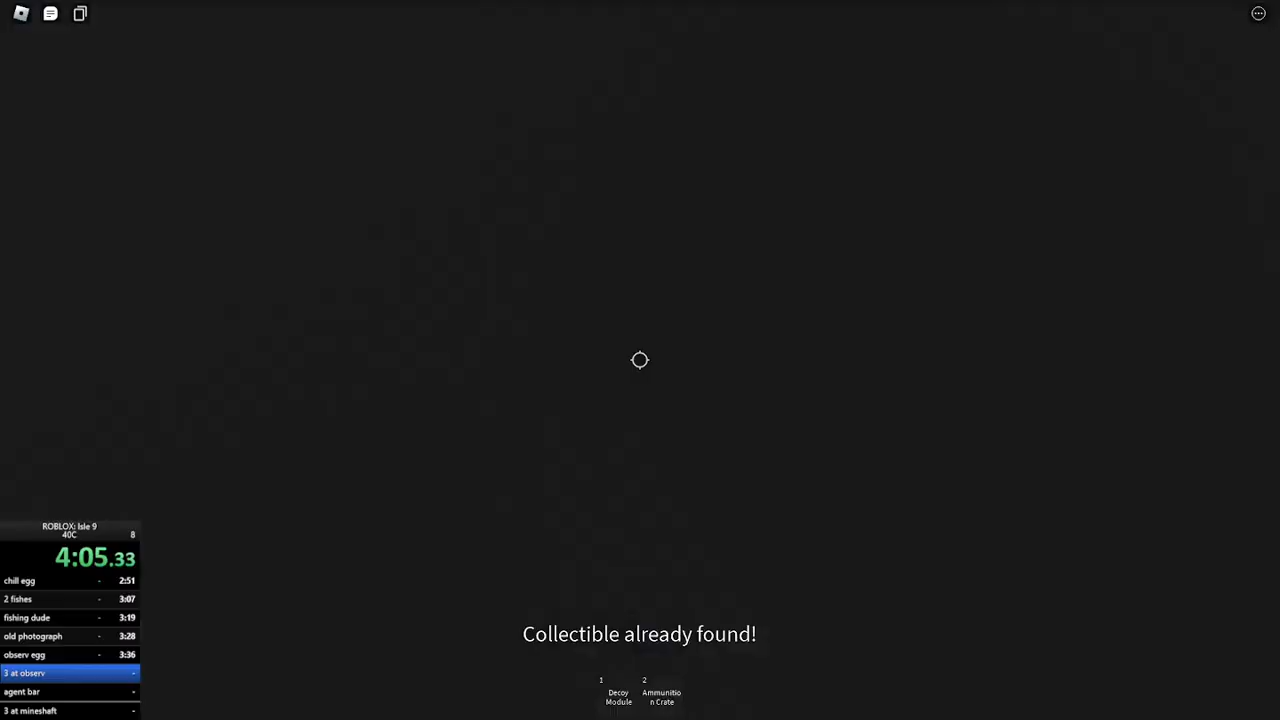 ROBLOX: Isle 9
40C 8
4:05.33
chill egg - 2:51
2 fishes - 3:07
fishing dude - 3:19
old photograph - 3:28
observ egg - 3:36
3 at observ -
agent bar -
3 at mineshaft -
Collectible already found!
1 2
Decoy Ammunitio
Module n Crate